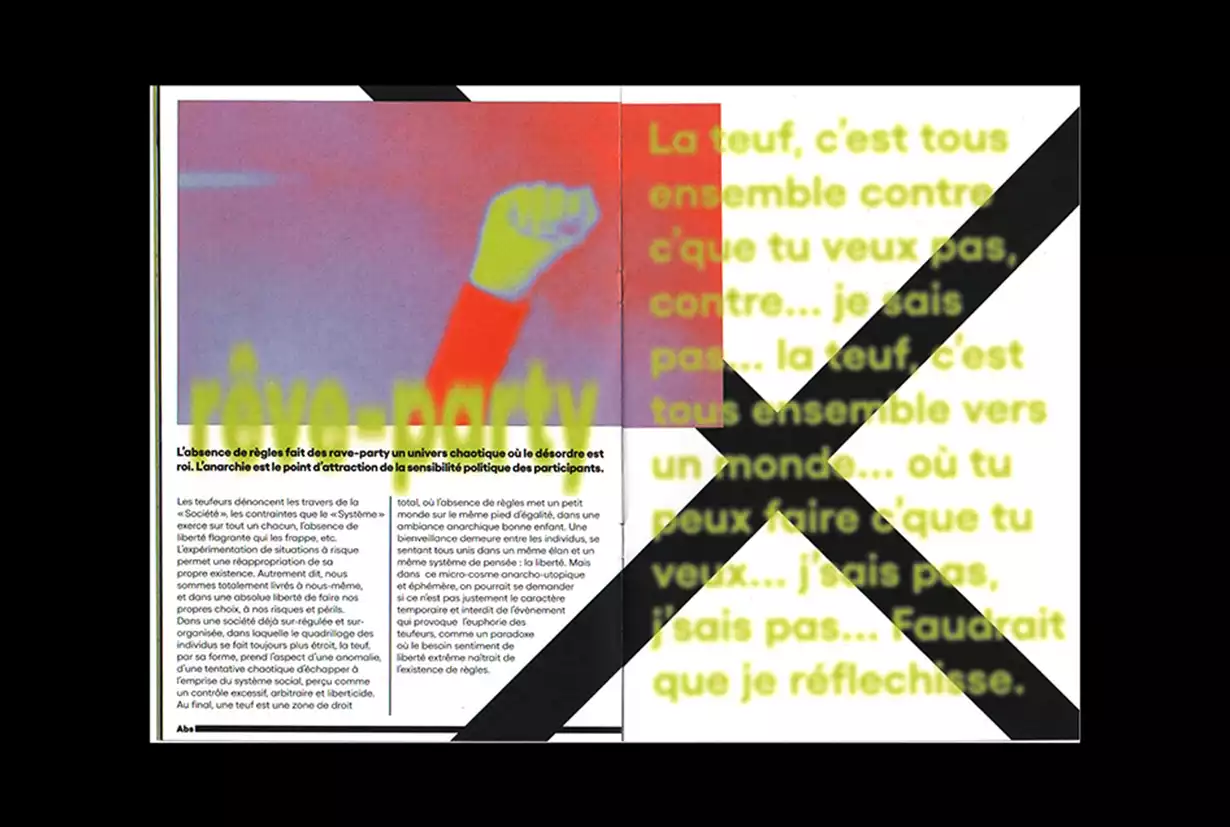 rêve-party
L'absence de règles fait des rave-party un univers chaotique où le désordre est
roi. L'anarchie est le point d'attraction de la sensibilité politique des participants.
Les teufeurs dénoncent les travers de la
«Société», les contraintes que le «Système»
exerce sur tout un chacun, l'absence de
liberté flagrante qui les frappe, etc.
L'expérimentation de situations à risque
permet une réappropriation de sa
propre existence. Autrement dit, nous
sommes totalement livrés à nous-même,
et dans une absolue liberté de faire nos
propres choix, à nos risques et périls.
Dans une société déjà sur-régulée et sur-
organisée, dans laquelle le quadrillage des
individus se fait toujours plus étroit, la teuf,
par sa forme, prend l'aspect d'une anomalie,
d'une tentative chaotique d'échapper à
l'emprise du système social, perçu comme
un contrôle excessif, arbitraire et liberticide.
Au final, une teuf est une zone de droit
total, où l'absence de règles met un petit
monde sur le même pied d'égalité, dans une
ambiance anarchique bonne enfant. Une
bienveillance demeure entre les individus, se
sentant tous unis dans un même élan et un
même système de pensée : la liberté. Mais
dans ce micro-cosme anarcho-utopique
et éphémère, on pourrait se demander
si ce n'est pas justement le caractère
temporaire et interdit de l'évènement
qui provoque l'euphorie des
teufeurs, comme un paradoxe
où le besoin sentiment de
liberté extrême naîtrait de
l'existence de règles.
Abs
La teuf, c'est tous
ensemble contre
c'que tu veux pas,
contre... je sais
pas... la teuf, c'est
tous ensemble vers
un monde... où tu
peux faire c'que tu
veux... j'sais pas,
j'sais pas... Faudrait
que je réflechisse.